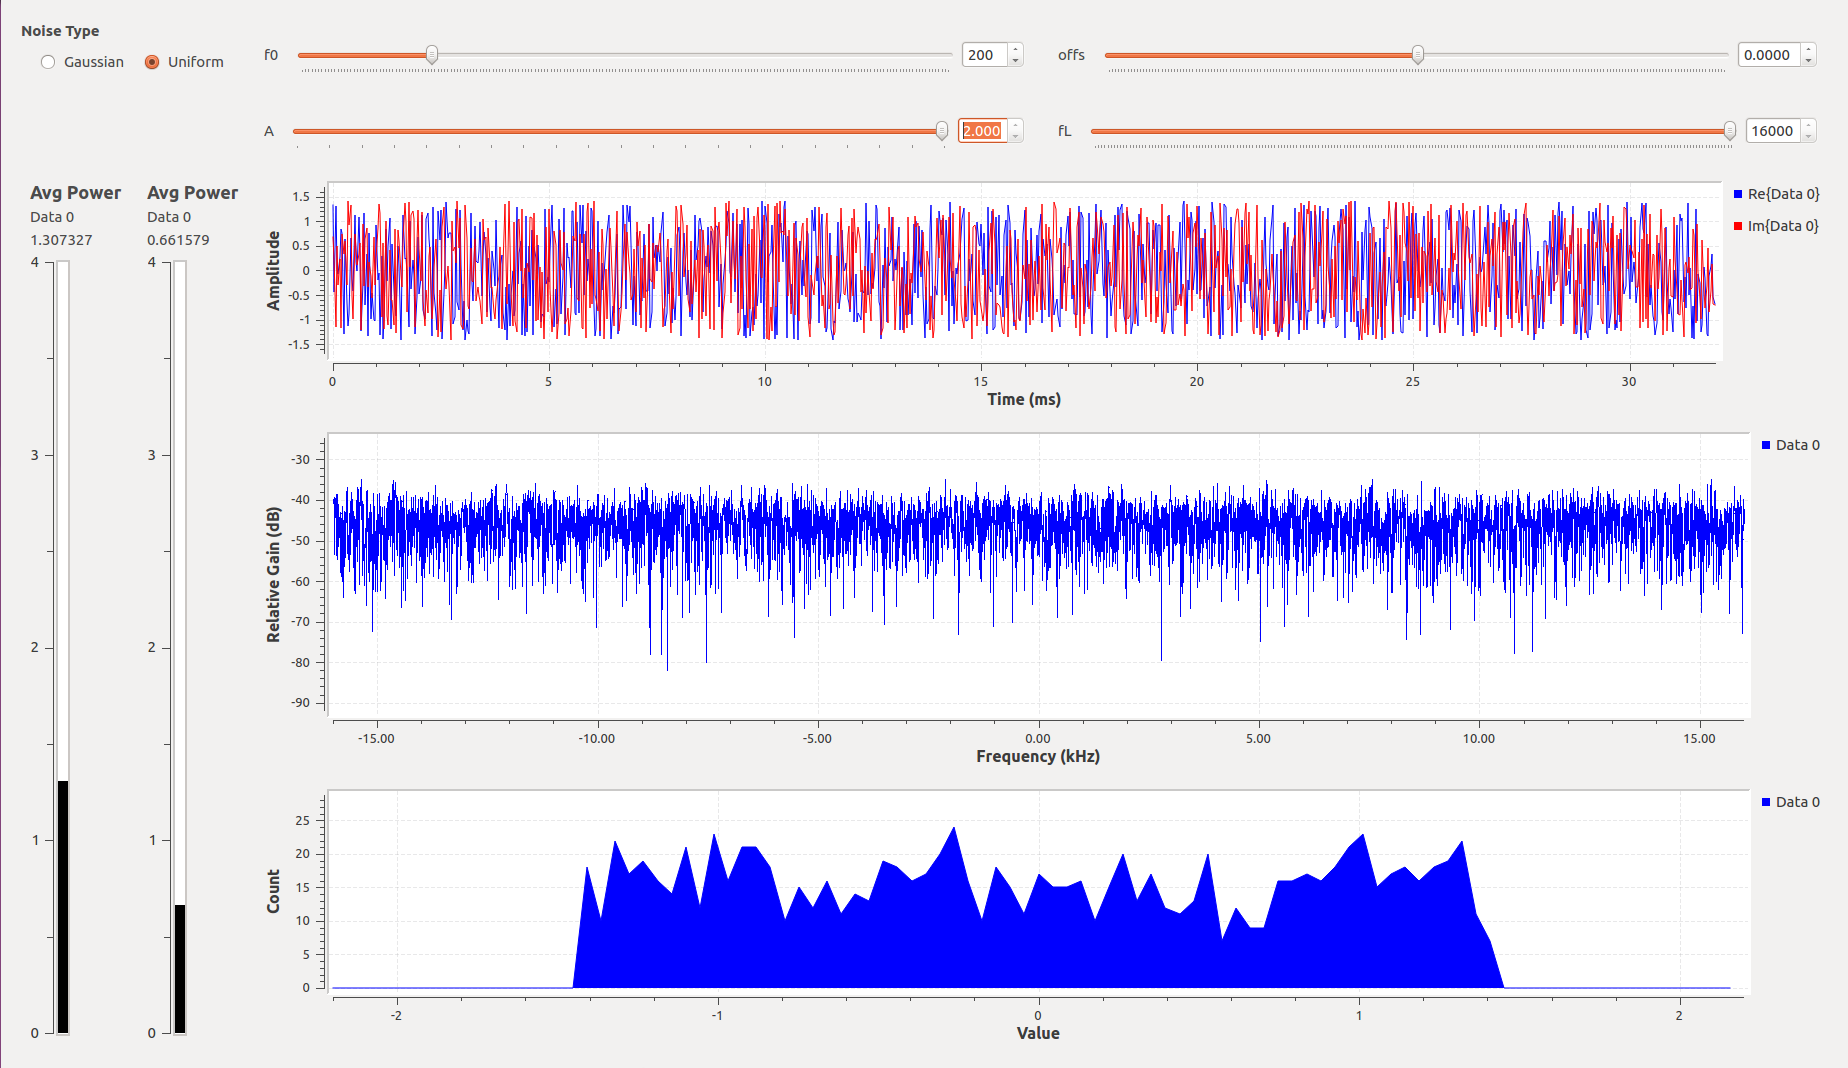 Noise Type
Gaussian Uniform
f0 200
offs 0.0000
A 2.000
fL 16000
Avg Power
Data 0
1.307327
4
3
2
1
0
Avg Power
Data 0
0.661579
4
3
2
1
0
Amplitude
1.5
1
0.5
0
-0.5
-1
-1.5
0 5 10 15 20 25 30
Time (ms)
Re{Data 0}
Im{Data 0}
Relative Gain (dB)
-30
-40
-50
-60
-70
-80
-90
-15.00 -10.00 -5.00 0.00 5.00 10.00 15.00
Frequency (kHz)
Data 0
Count
25
20
15
10
5
0
-2 -1 0 1 2
Value
Data 0